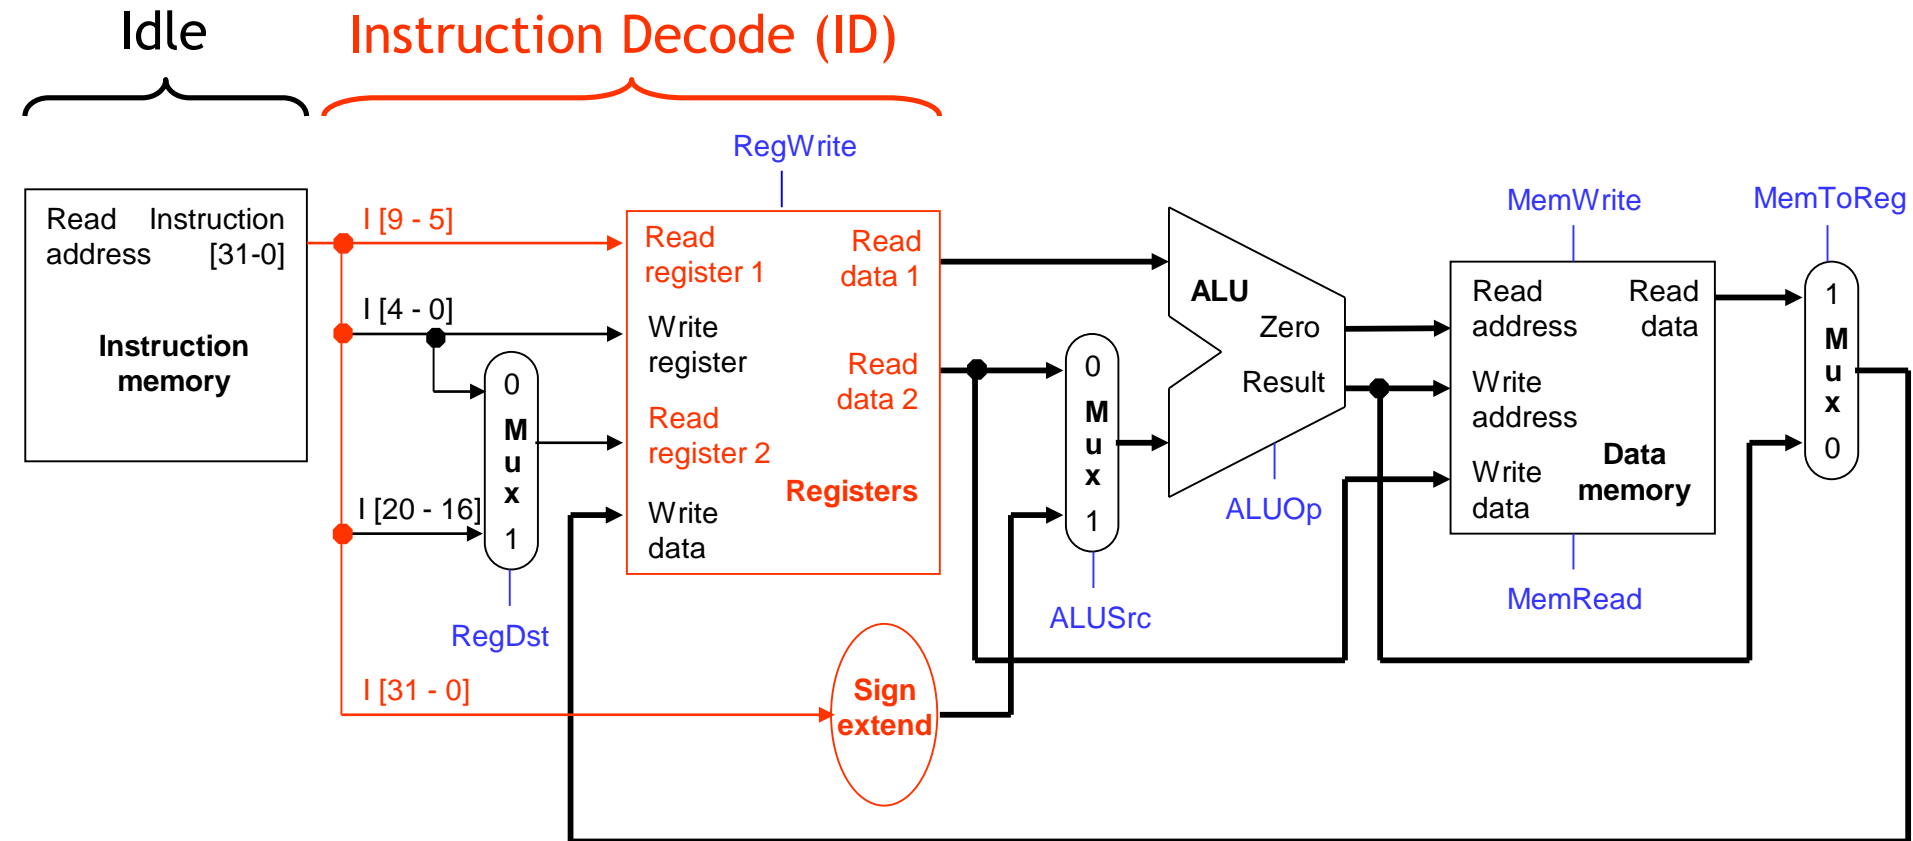 Idle
Instruction Decode (ID)
RegWrite
MemWrite
MemToReg
Read Instruction
address [31-0]
Instruction
memory
I [9 - 5]
I [4 - 0]
I [20 - 16]
I [31 - 0]
0
M
u
x
1
RegDst
Read
register 1
Read
data 1
Write
register
Read
data 2
Read
register 2
Registers
Write
data
Sign
extend
0
M
u
x
1
ALUSrc
ALU
Zero
Result
ALUOp
Read
address
Read
data
Write
address
Data
memory
Write
data
MemRead
1
M
u
x
0